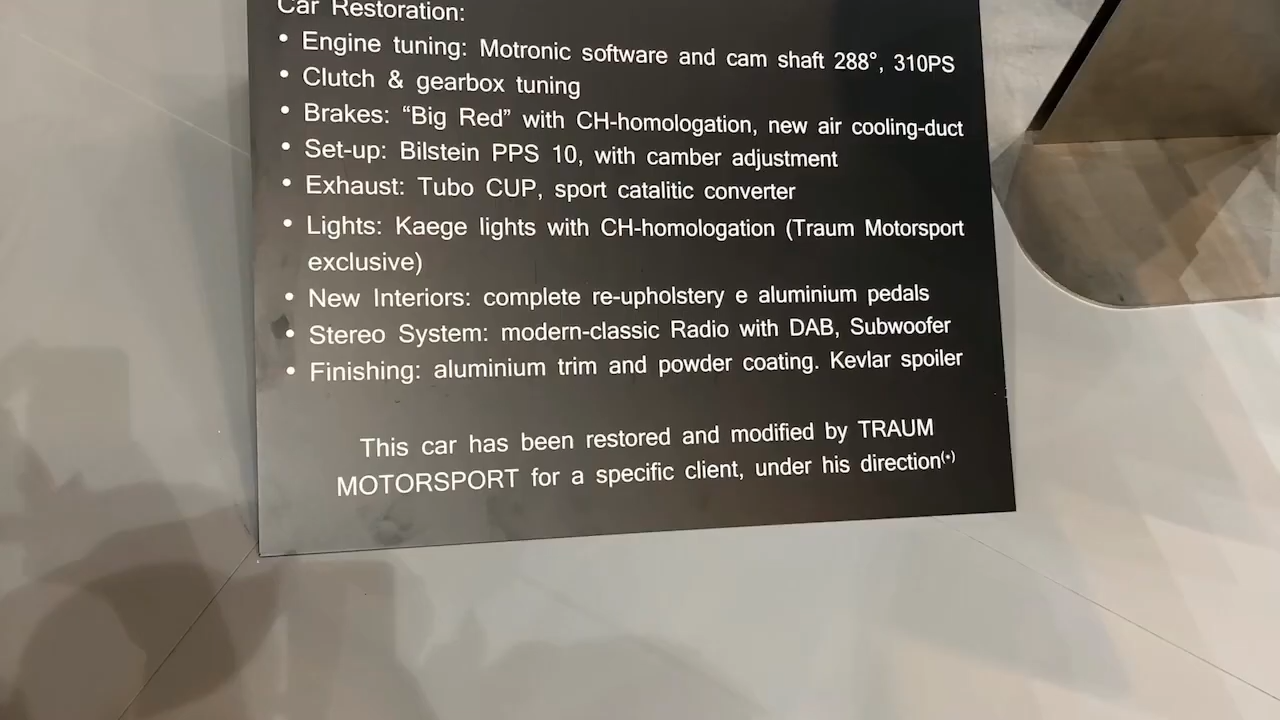 Car Restoration:
• Engine tuning: Motronic software and cam shaft 288°, 310PS
• Clutch & gearbox tuning
• Brakes: “Big Red” with CH-homologation, new air cooling-duct
• Set-up: Bilstein PPS 10, with camber adjustment
• Exhaust: Tubo CUP, sport catalitic converter
• Lights: Kaege lights with CH-homologation (Traum Motorsport
exclusive)
• New Interiors: complete re-upholstery e aluminium pedals
• Stereo System: modern-classic Radio with DAB, Subwoofer
• Finishing: aluminium trim and powder coating. Kevlar spoiler
This car has been restored and modified by TRAUM
MOTORSPORT for a specific client, under his direction(*)